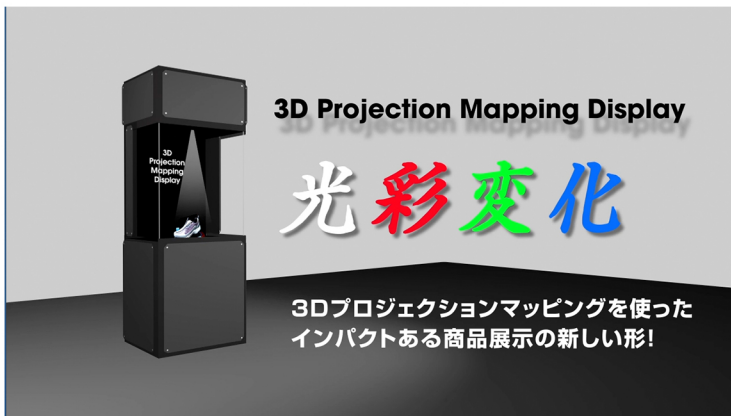 3D Projection Mapping Display
3D
Projection
Mapping
Display
光彩変化
3Dプロジェクションマッピングを使った
インパクトある商品展示の新しい形!